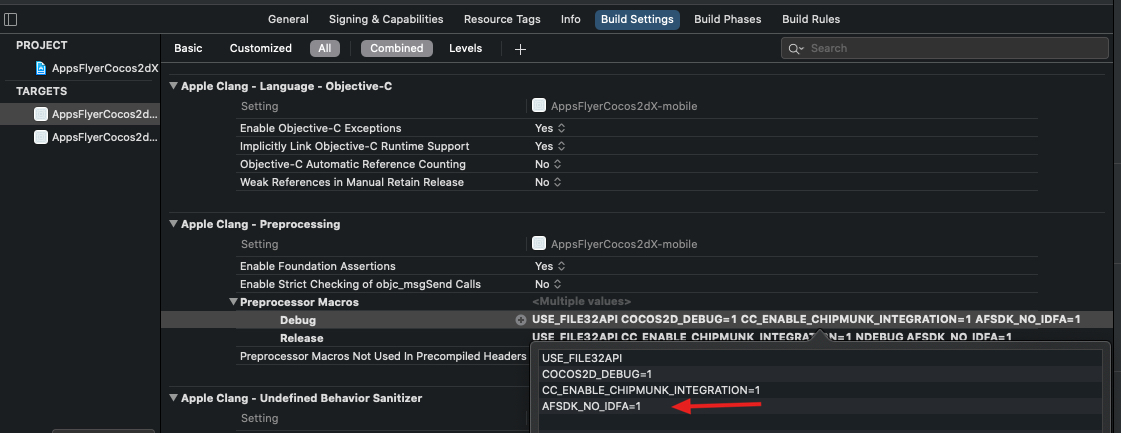 General Signing & Capabilities Resource Tags Info Build Settings Build Phases Build Rules
PROJECT
AppsFlyerCocos2dX
TARGETS
AppsFlyerCocos2d...
AppsFlyerCocos2d...
Basic Customized All Combined Levels + Search
Apple Clang - Language - Objective-C
Setting AppsFlyerCocos2dX-mobile
Enable Objective-C Exceptions Yes
Implicitly Link Objective-C Runtime Support Yes
Objective-C Automatic Reference Counting No
Weak References in Manual Retain Release No
Apple Clang - Preprocessing
Setting AppsFlyerCocos2dX-mobile
Enable Foundation Assertions Yes
Enable Strict Checking of objc_msgSend Calls No
Preprocessor Macros <Multiple values>
Debug USE_FILE32API COCOS2D_DEBUG=1 CC_ENABLE_CHIPMUNK_INTEGRATION=1 AFSDK_NO_IDFA=1
Release USE_FILE32API CC_ENABLE_CHIPMUNK_INTEGRATION=1 NDEBUG AFSDK_NO_IDFA=1
Preprocessor Macros Not Used In Precompiled Headers
USE_FILE32API
COCOS2D_DEBUG=1
CC_ENABLE_CHIPMUNK_INTEGRATION=1
AFSDK_NO_IDFA=1
Apple Clang - Undefined Behavior Sanitizer
Setting